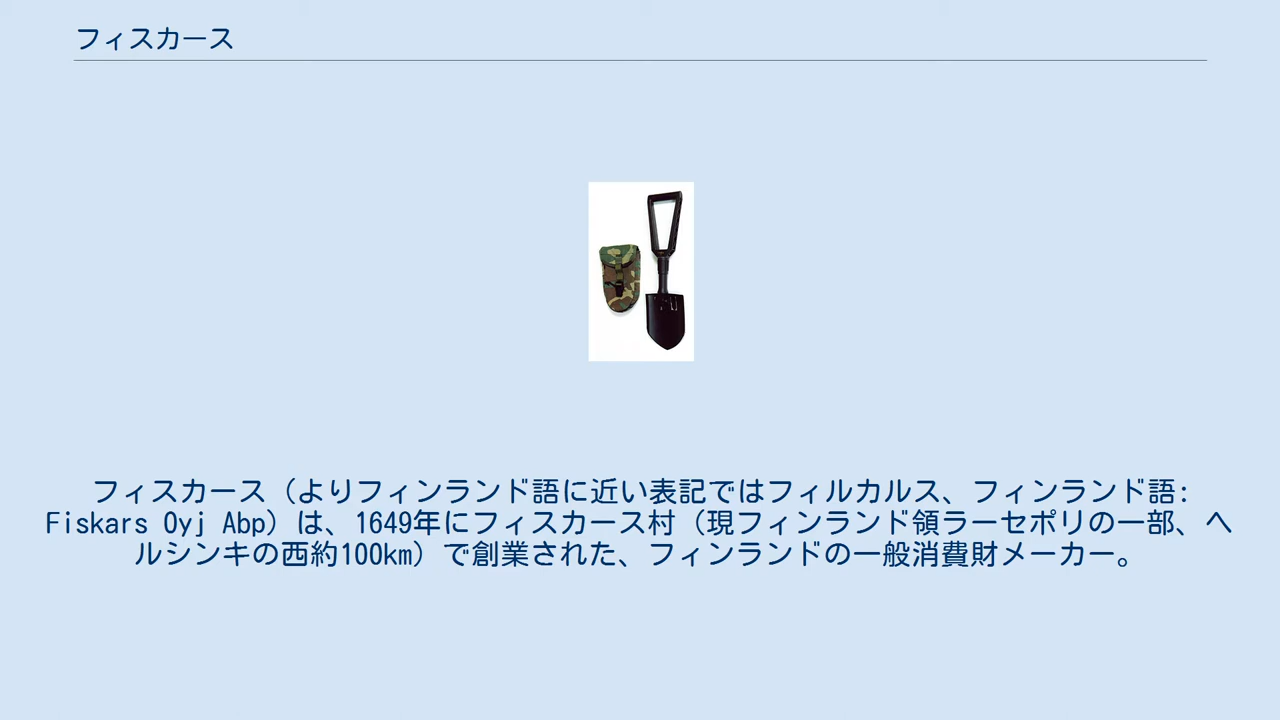 フィスカース
フィスカース（よりフィンランド語に近い表記ではフィルカルス、フィンランド語:
Fiskars Oyj Abp）は、1649年にフィスカース村（現フィンランド領ラーセポリの一部、ヘ
ルシンキの西約100km）で創業された、フィンランドの一般消費財メーカー。